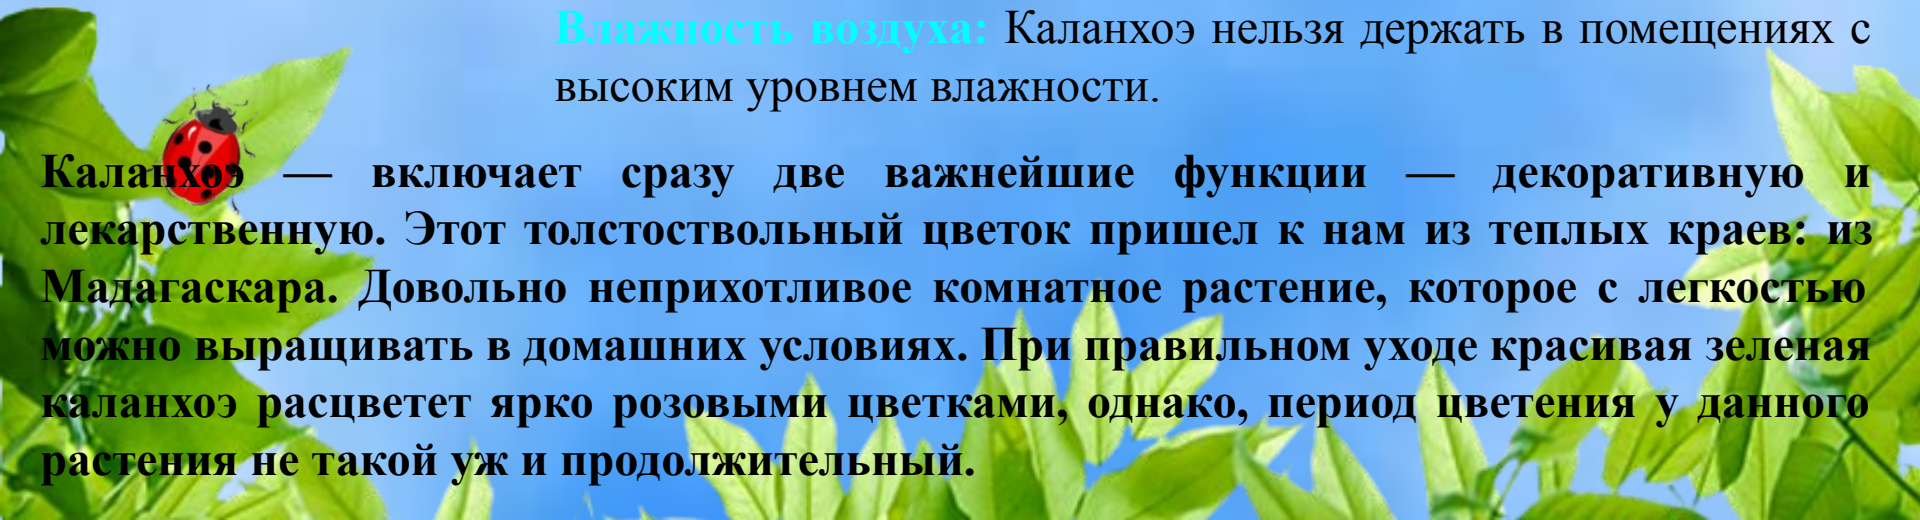 Влажность воздуха: Каланхоэ нельзя держать в помещениях с
высоким уровнем влажности.
Каланхоэ — включает сразу две важнейшие функции — декоративную и
лекарственную. Этот толстоствольный цветок пришел к нам из теплых краев: из
Мадагаскара. Довольно неприхотливое комнатное растение, которое с легкостью
можно выращивать в домашних условиях. При правильном уходе красивая зеленая
каланхоэ расцветет ярко розовыми цветками, однако, период цветения у данного
растения не такой уж и продолжительный.